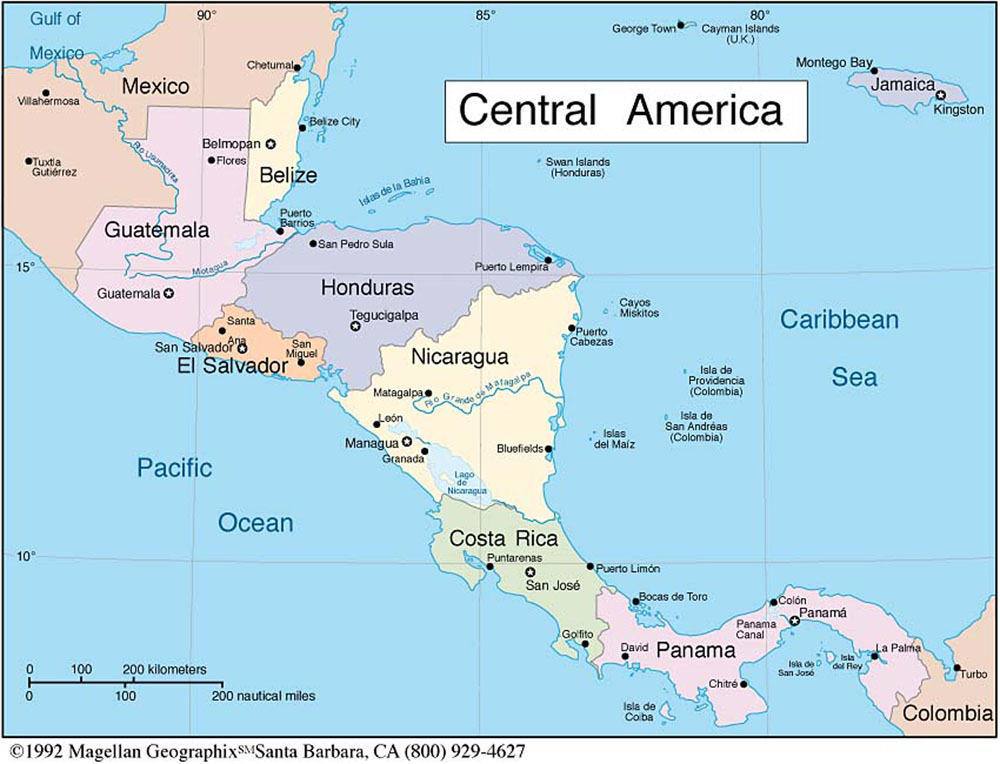 90°
85°
80°
Gulf of
Mexico
Mexico
Chetumal
Villahermosa
Tuxtla
Gutiérrez
Río Usumacinta
Belmopan
Belize City
Flores
Belize
George Town
Cayman Islands
(U.K.)
Central America
Montego Bay
Jamaica
Kingston
Swan Islands
(Honduras)
Islas de la Bahia
Guatemala
Puerto
Barrios
San Pedro Sula
Motagua
15°
Guatemala
Puerto Lempira
Honduras
Tegucigalpa
Santa
Ana
San Salvador
San
Miguel
El Salvador
Cayos
Miskitos
Puerto
Cabezas
Caribbean
Sea
Nicaragua
Matagalpa
Rio Grande de Matagalpa
Isla de
Providencia
(Colombia)
Isla de
San Andréas
(Colombia)
Islas
del Maíz
León
Managua
Granada
Bluefields
Lago
de
Nicaragua
Pacific
Ocean
10°
Costa Rica
Puntarenas
San José
Puerto Limón
Bocas de Toro
Golfito
David
Panama
Colón
Panamá
Panama
Canal
Isla de
San José
Isla
del Rey
La Palma
Chitré
Isla de
Coiba
Turbo
Colombia
0 100 200 kilometers
0 100 200 nautical miles
©1992 Magellan Geographix℠Santa Barbara, CA (800) 929-4627